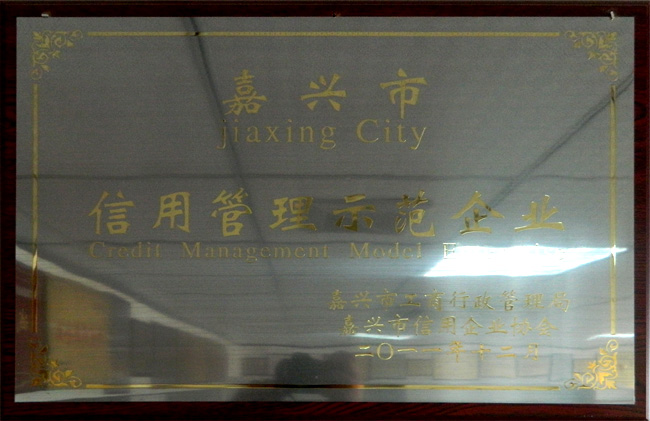 嘉兴市
jiaxing City
信用管理示范企业
Credit Management Model
嘉兴市工商行政管理局
嘉兴市信用企业协会
二〇一一年十二月